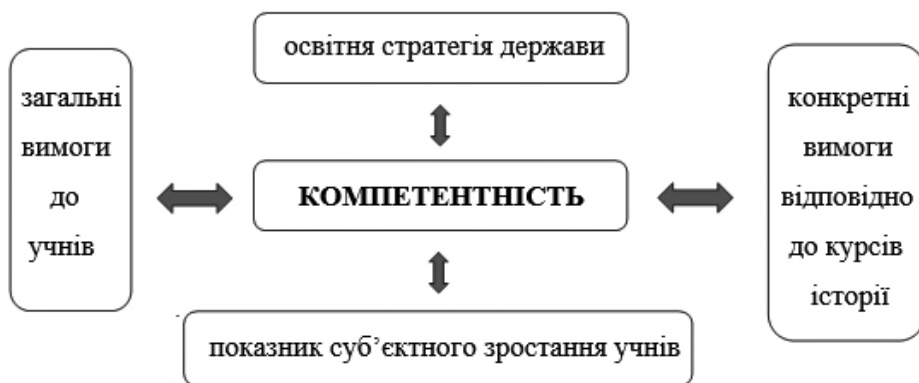 освітня стратегія держави
загальні
вимоги
до
учнів
КОМПЕТЕНТНІСТЬ
конкретні
вимоги
відповідно
до курсів
історії
показник суб’єктного зростання учнів